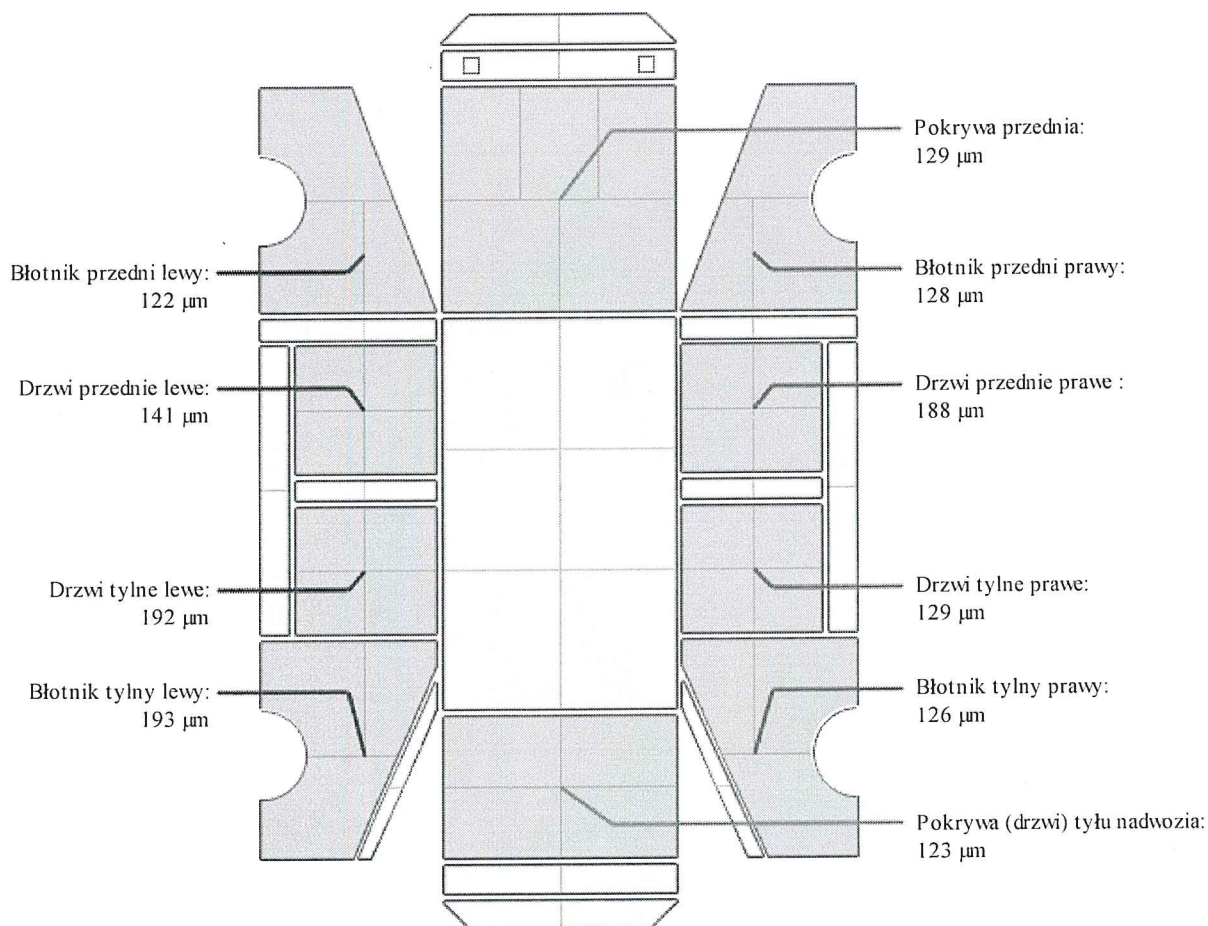 Pokrywa przednia:
129 µm
Błotnik przedni lewy:
122 µm
Błotnik przedni prawy:
128 µm
Drzwi przednie lewe:
141 µm
Drzwi przednie prawe :
188 µm
Drzwi tylne lewe:
192 µm
Drzwi tylne prawe:
129 µm
Błotnik tylny lewy:
193 µm
Błotnik tylny prawy:
126 µm
Pokrywa (drzwi) tyłu nadwozia:
123 µm